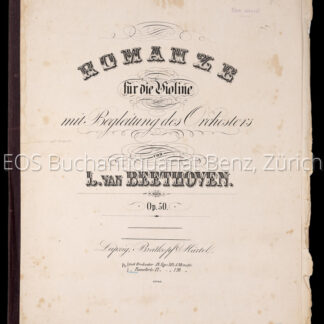 ROMANZE
für die Violine
mit Begleitung des Orchesters
VON
L. VAN BEETHOVEN.
Op. 50.
EOS Buchantiquariat Benz, Zürich
Leipzig, Breitkopf & Härtel